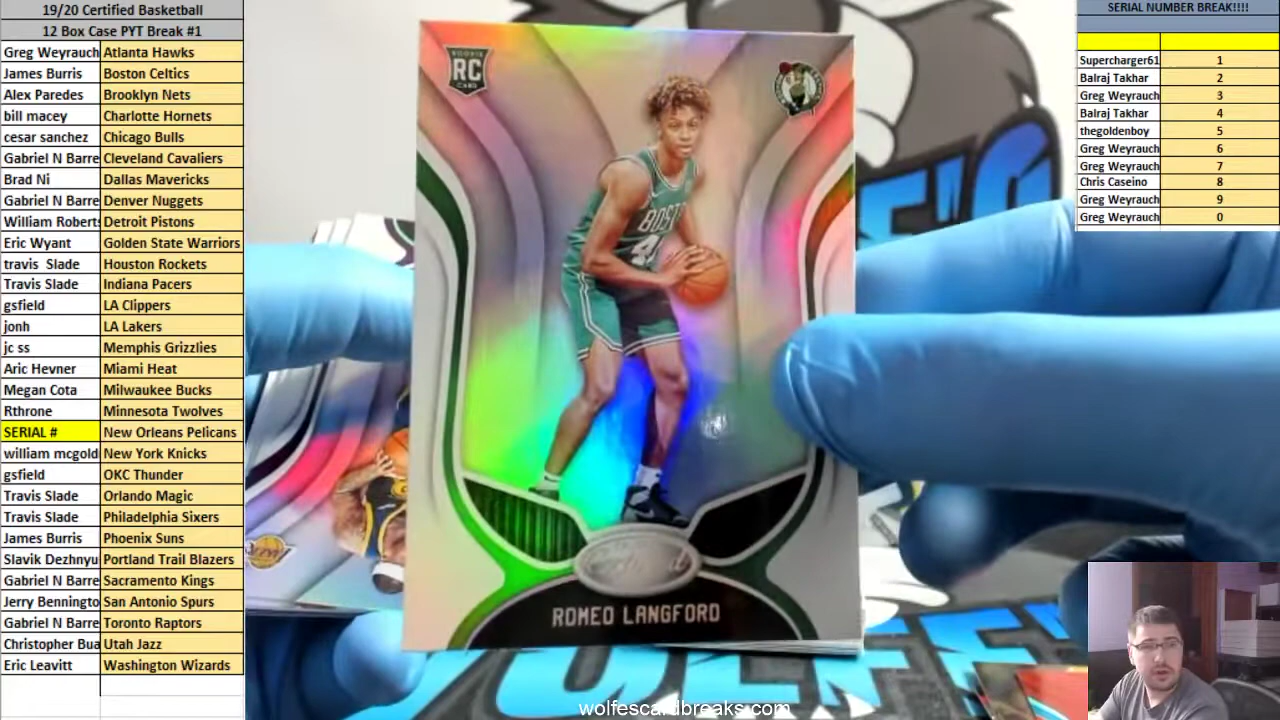 19/20 Certified Basketball
12 Box Case PYT Break #1
Greg Weyrauch Atlanta Hawks
James Burris Boston Celtics
Alex Paredes Brooklyn Nets
bill macey Charlotte Hornets
cesar sanchez Chicago Bulls
Gabriel N Barre Cleveland Cavaliers
Brad Ni Dallas Mavericks
Gabriel N Barre Denver Nuggets
William Roberts Detroit Pistons
Eric Wyant Golden State Warriors
travis Slade Houston Rockets
Travis Slade Indiana Pacers
gsfield LA Clippers
jonh LA Lakers
jc ss Memphis Grizzlies
Aric Hevner Miami Heat
Megan Cota Milwaukee Bucks
Rthrone Minnesota Twolves
SERIAL # New Orleans Pelicans
william mcgold New York Knicks
gsfield OKC Thunder
Travis Slade Orlando Magic
Travis Slade Philadelphia Sixers
James Burris Phoenix Suns
Slavik Dezhnyu Portland Trail Blazers
Gabriel N Barre Sacramento Kings
Jerry Benningto San Antonio Spurs
Gabriel N Barre Toronto Raptors
Christopher Bua Utah Jazz
Eric Leavitt Washington Wizards
ROOKIE
RC
CARD
BOST
4
Certified
ROMEO LANGFORD
wolfescardbreaks.com
SERIAL NUMBER BREAK!!!!
Supercharger61 1
Balraj Takhar 2
Greg Weyrauch 3
Balraj Takhar 4
thegoldenboy 5
Greg Weyrauch 6
Greg Weyrauch 7
Chris Caseino 8
Greg Weyrauch 9
Greg Weyrauch 0